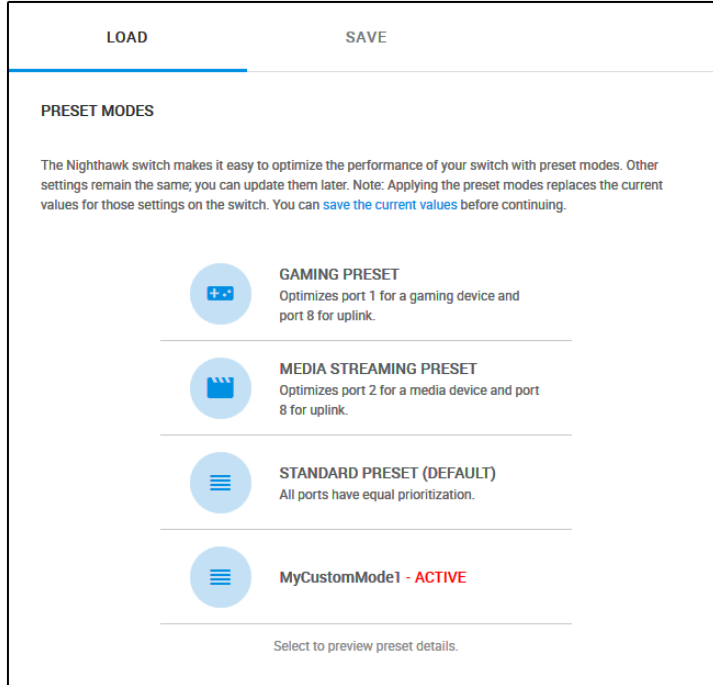 LOAD
SAVE
PRESET MODES
The Nighthawk switch makes it easy to optimize the performance of your switch with preset modes. Other
settings remain the same; you can update them later. Note: Applying the preset modes replaces the current
values for those settings on the switch. You can save the current values before continuing.
GAMING PRESET
Optimizes port 1 for a gaming device and
port 8 for uplink.
MEDIA STREAMING PRESET
Optimizes port 2 for a media device and port
8 for uplink.
STANDARD PRESET (DEFAULT)
All ports have equal prioritization.
MyCustomMode1 - ACTIVE
Select to preview preset details.